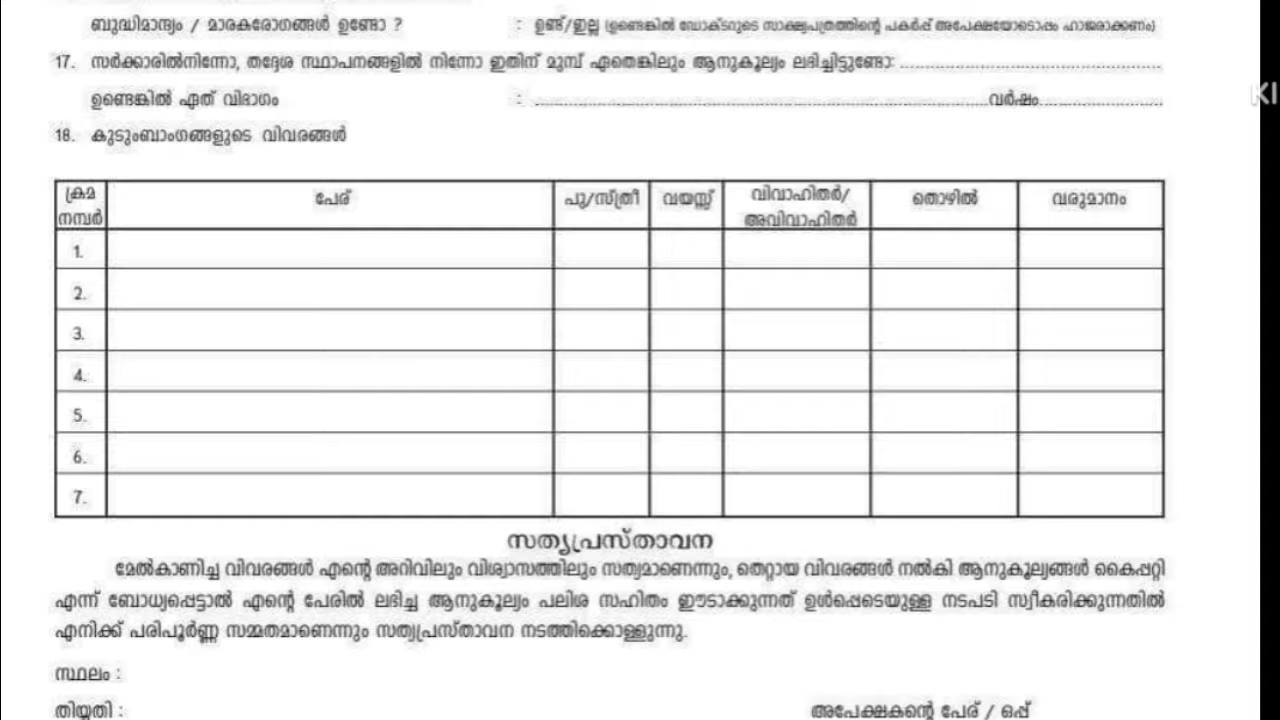 ബുദ്ധിമാന്ദ്യം / മാരകരോഗങ്ങൾ ഉണ്ടോ ? : ഉണ്ട്/ഇല്ല (ഉണ്ടെങ്കിൽ ഡോക്ടറുടെ സാക്ഷ്യപത്രത്തിന്റെ പകർപ്പ് അപേക്ഷയോടൊപ്പം ഹാജരാക്കണം)
17. സർക്കാരിൽനിന്നോ, തദ്ദേശ സ്ഥാപനങ്ങളിൽ നിന്നോ ഇതിന് മുമ്പ് ഏതെങ്കിലും ആനുകൂല്യം ലഭിച്ചിട്ടുണ്ടോ: ..............................
ഉണ്ടെങ്കിൽ ഏത് വിഭാഗം : ............................................................ വർഷം..............................
18. കുടുംബാംഗങ്ങളുടെ വിവരങ്ങൾ
ക്രമ നമ്പർ പേര് പു/സ്ത്രീ വയസ്സ് വിവാഹിതർ/ അവിവാഹിതർ തൊഴിൽ വരുമാനം
1.
2.
3.
4.
5.
6.
7.
സത്യപ്രസ്താവന
മേൽകാണിച്ച വിവരങ്ങൾ എന്റെ അറിവിലും വിശ്വാസത്തിലും സത്യമാണെന്നും, തെറ്റായ വിവരങ്ങൾ നൽകി ആനുകൂല്യങ്ങൾ കൈപ്പറ്റി
എന്ന് ബോധ്യപ്പെട്ടാൽ എന്റെ പേരിൽ ലഭിച്ച ആനുകൂല്യം പലിശ സഹിതം ഈടാക്കുന്നത് ഉൾപ്പെടെയുള്ള നടപടി സ്വീകരിക്കുന്നതിൽ
എനിക്ക് പരിപൂർണ്ണ സമ്മതമാണെന്നും സത്യപ്രസ്താവന നടത്തിക്കൊള്ളുന്നു.
സ്ഥലം :
തിയ്യതി : അപേക്ഷകന്റെ പേര് / ഒപ്പ്